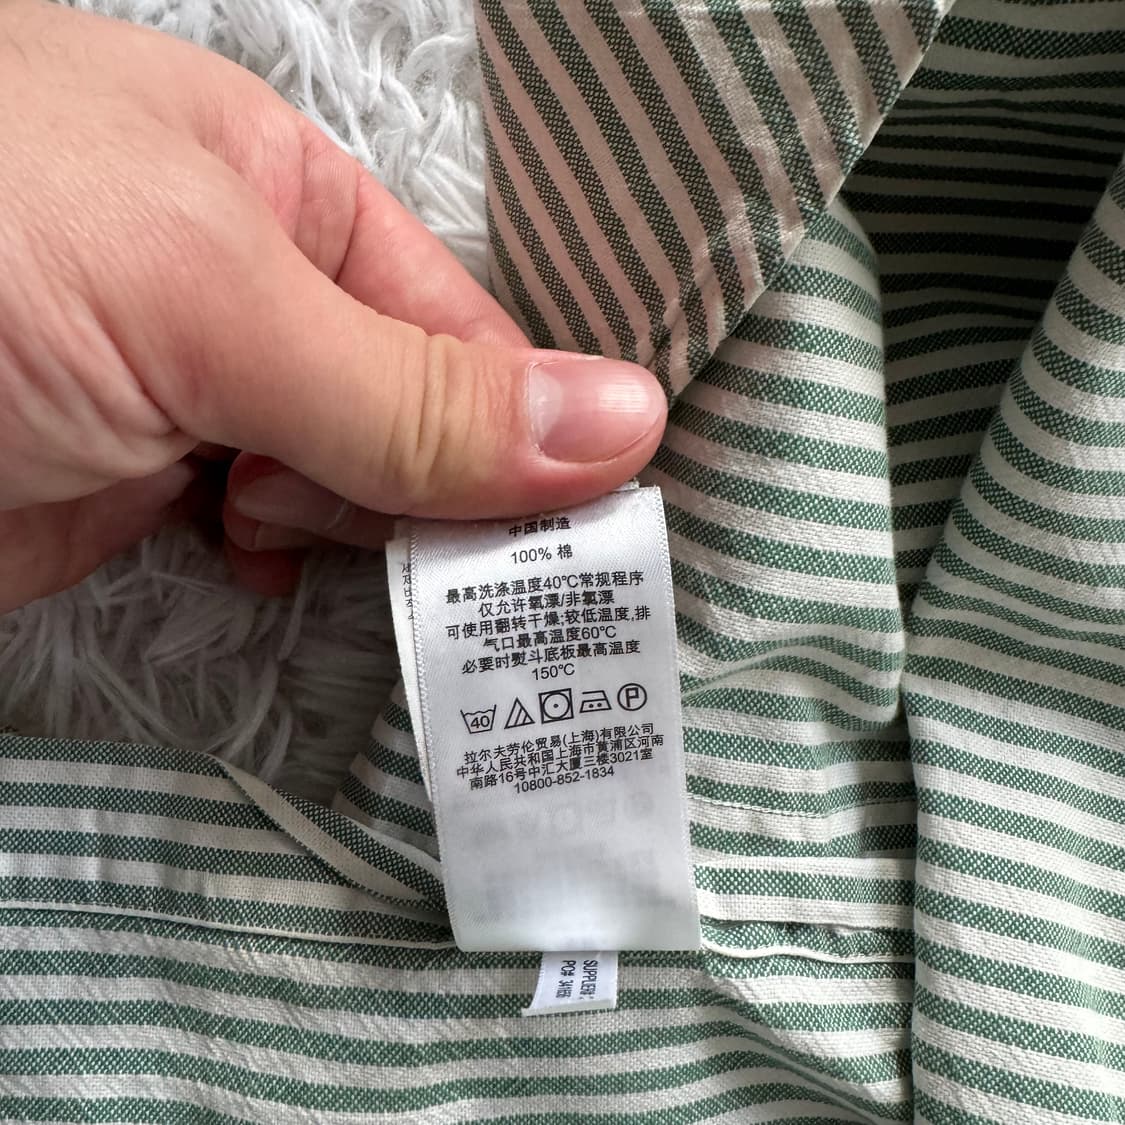 中国制造
100% 棉
最高洗涤温度40℃常规程序
仅允许氧漂/非氯漂
可使用翻转干燥;较低温度,排
气口最高温度60℃
必要时熨斗底板最高温度
150℃
40
P
拉尔夫劳伦贸易(上海)有限公司
中华人民共和国上海市黄浦区河南
南路16号中汇大厦三楼3021室
10800-852-1834
SUPPLIER
PO#